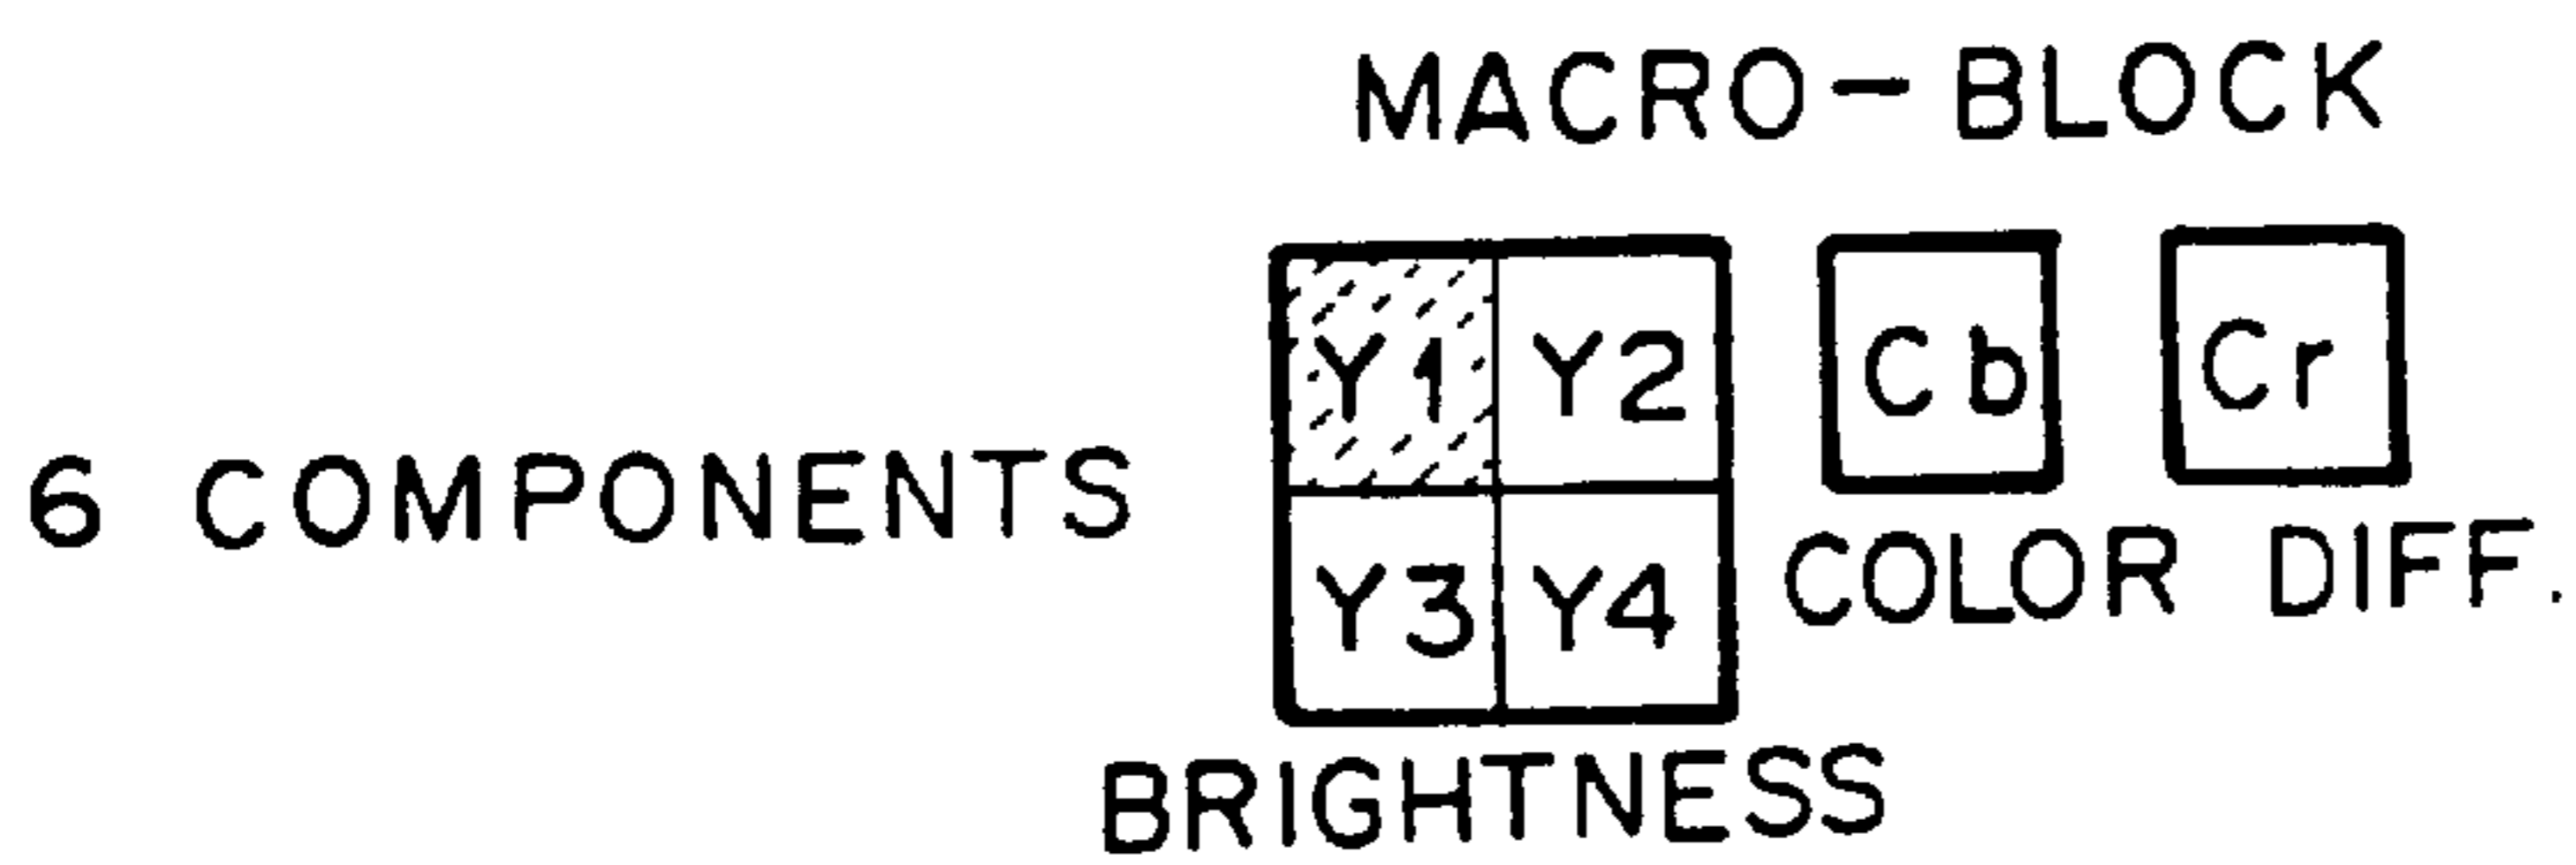 MACRO-BLOCK
Y1 Y2 Cb Cr
6 COMPONENTS
Y3 Y4 COLOR DIFF.
BRIGHTNESS